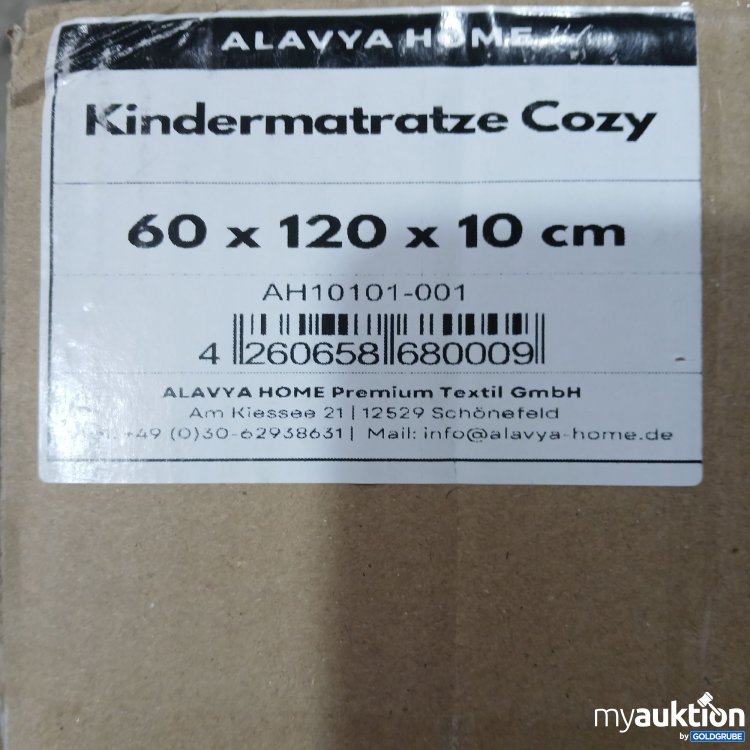 ALAVYA HOME
Kindermatratze Cozy
60 x 120 x 10 cm
AH10101-001
4 260658 680009
ALAVYA HOME Premium Textil GmbH
Am Kiessee 21 | 12529 Schönefeld
Tel.: +49 (0)30-62938631 | Mail: info@alavya-home.de
myauktion
by GOLDGRUBE